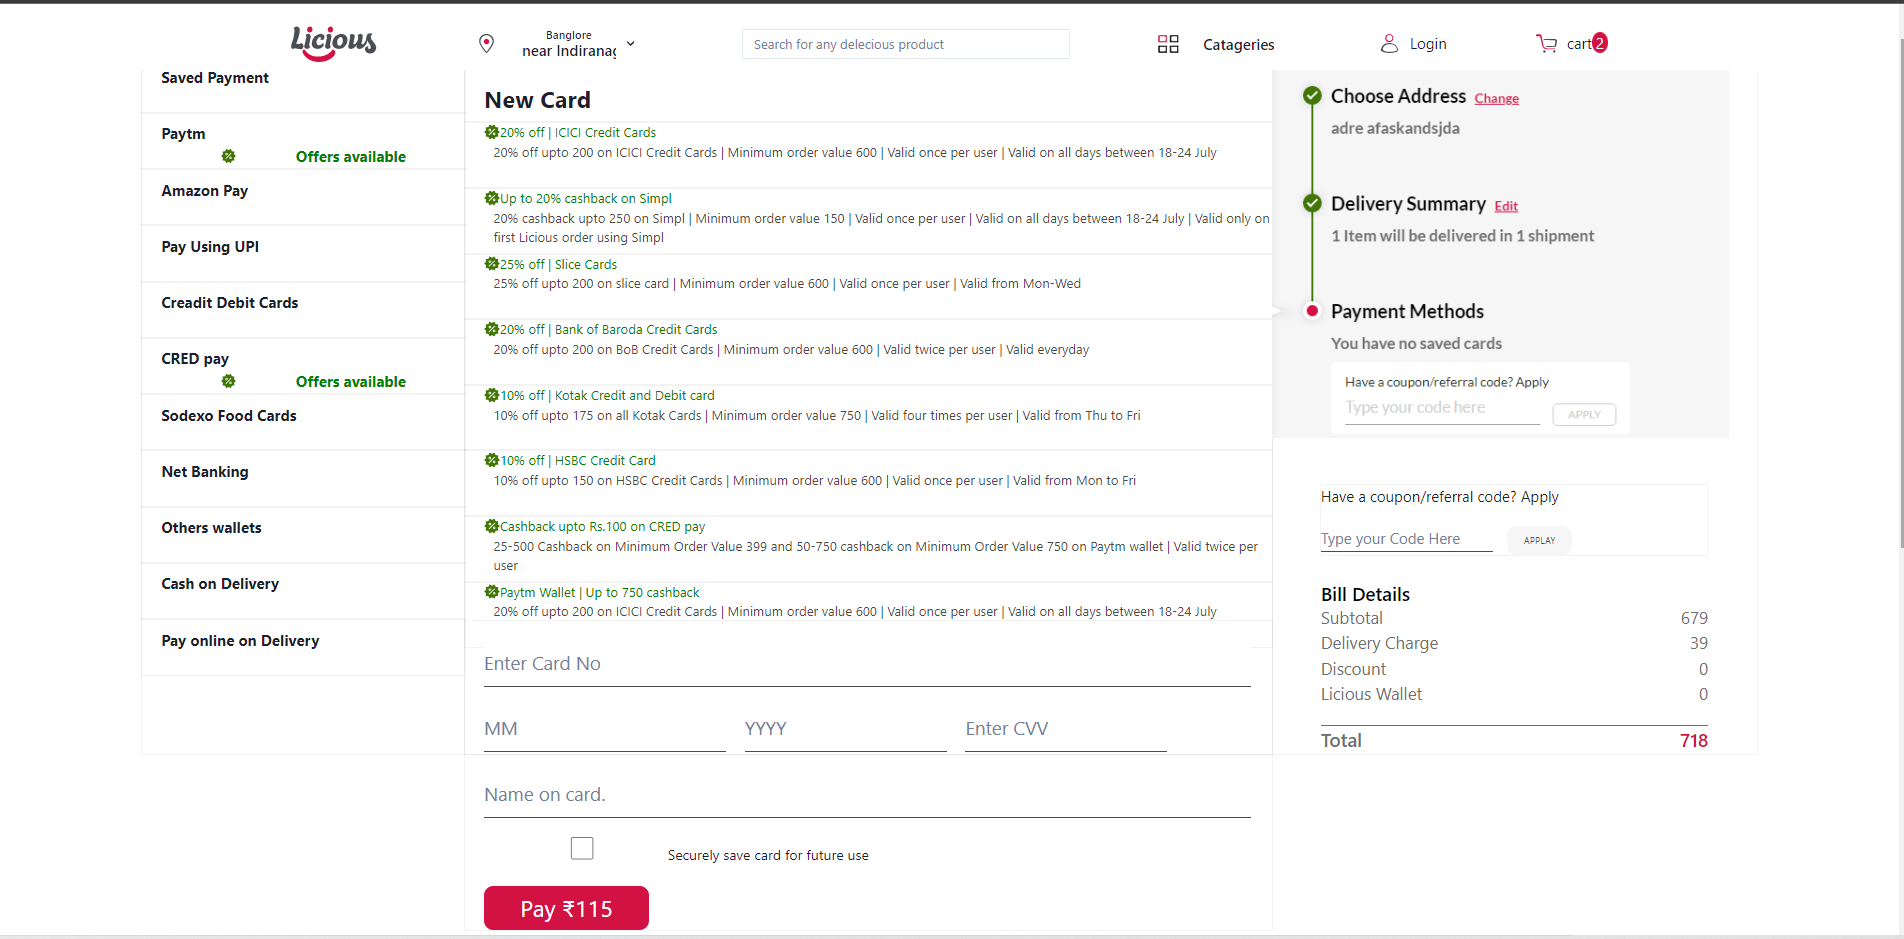 Licious
Banglore
near Indiranag
Search for any delecious product
Catageries
Login
cart 2
Saved Payment
Paytm
Offers available
Amazon Pay
Pay Using UPI
Creadit Debit Cards
CRED pay
Offers available
Sodexo Food Cards
Net Banking
Others wallets
Cash on Delivery
Pay online on Delivery
New Card
20% off | ICICI Credit Cards
20% off upto 200 on ICICI Credit Cards | Minimum order value 600 | Valid once per user | Valid on all days between 18-24 July
Up to 20% cashback on Simpl
20% cashback upto 250 on Simpl | Minimum order value 150 | Valid once per user | Valid on all days between 18-24 July | Valid only on
first Licious order using Simpl
25% off | Slice Cards
25% off upto 200 on slice card | Minimum order value 600 | Valid once per user | Valid from Mon-Wed
20% off | Bank of Baroda Credit Cards
20% off upto 200 on BoB Credit Cards | Minimum order value 600 | Valid twice per user | Valid everyday
10% off | Kotak Credit and Debit card
10% off upto 175 on all Kotak Cards | Minimum order value 750 | Valid four times per user | Valid from Thu to Fri
10% off | HSBC Credit Card
10% off upto 150 on HSBC Credit Cards | Minimum order value 600 | Valid once per user | Valid from Mon to Fri
Cashback upto Rs.100 on CRED pay
25-500 Cashback on Minimum Order Value 399 and 50-750 cashback on Minimum Order Value 750 on Paytm wallet | Valid twice per
user
Paytm Wallet | Up to 750 cashback
20% off upto 200 on ICICI Credit Cards | Minimum order value 600 | Valid once per user | Valid on all days between 18-24 July
Enter Card No
MM YYYY Enter CVV
Name on card.
Securely save card for future use
Pay ₹115
Choose Address Change
adre afaskandsjda
Delivery Summary Edit
1 Item will be delivered in 1 shipment
Payment Methods
You have no saved cards
Have a coupon/referral code? Apply
Type your code here APPLY
Have a coupon/referral code? Apply
Type your Code Here APPLAY
Bill Details
Subtotal 679
Delivery Charge 39
Discount 0
Licious Wallet 0
Total 718